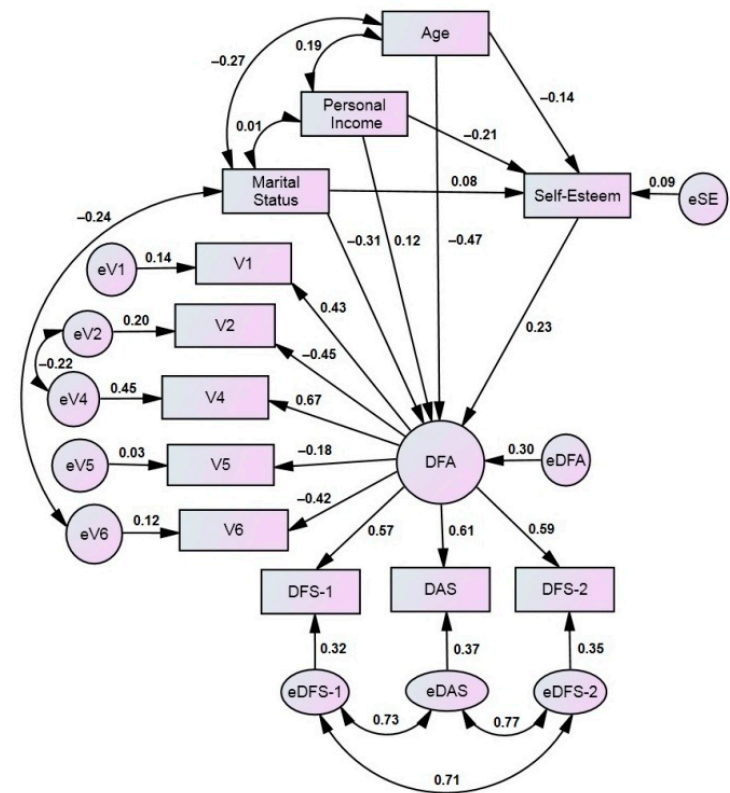 Age
–0.27
0.19
Personal
Income
–0.14
0.01
–0.21
Marital
Status
0.08
Self-Esteem
0.09
eSE
–0.24
–0.31
0.12
–0.47
eV1
0.14
V1
0.43
0.23
eV2
0.20
V2
–0.45
–0.22
eV4
0.45
V4
0.67
eV5
0.03
V5
–0.18
DFA
0.30
eDFA
–0.42
eV6
0.12
V6
0.57
0.61
0.59
DFS-1
DAS
DFS-2
0.32
0.37
0.35
eDFS-1
eDAS
eDFS-2
0.73
0.77
0.71